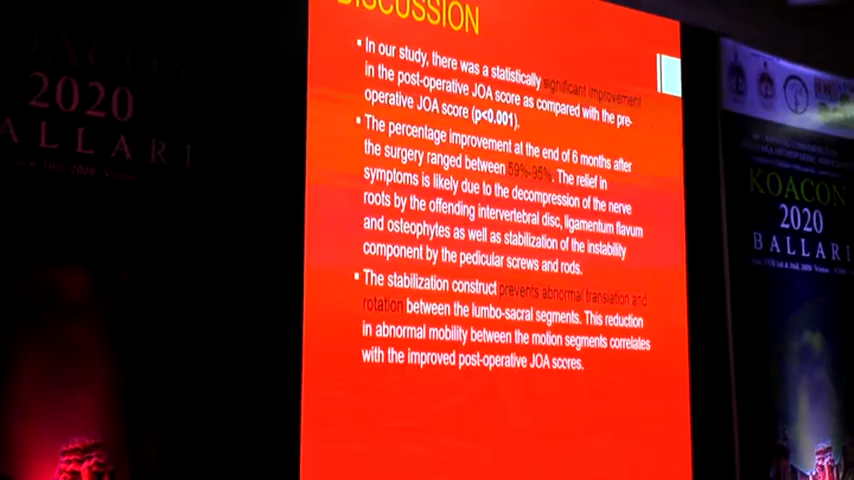 DISCUSSION
▪ In our study, there was a statistically significant improvement
in the post-operative JOA score as compared with the pre-
operative JOA score (p<0.001).
▪ The percentage improvement at the end of 6 months after
the surgery ranged between 59%-95%. The relief in
symptoms is likely due to the decompression of the nerve
roots by the offending intervertebral disc, ligamentum flavum
and osteophytes as well as stabilization of the instability
component by the pedicular screws and rods.
▪ The stabilization construct prevents abnormal translation and
rotation between the lumbo-sacral segments. This reduction
in abnormal mobility between the motion segments correlates
with the improved post-operative JOA scores.
KOACON
2020
BALLARI
KOACON
2020
BALLARI